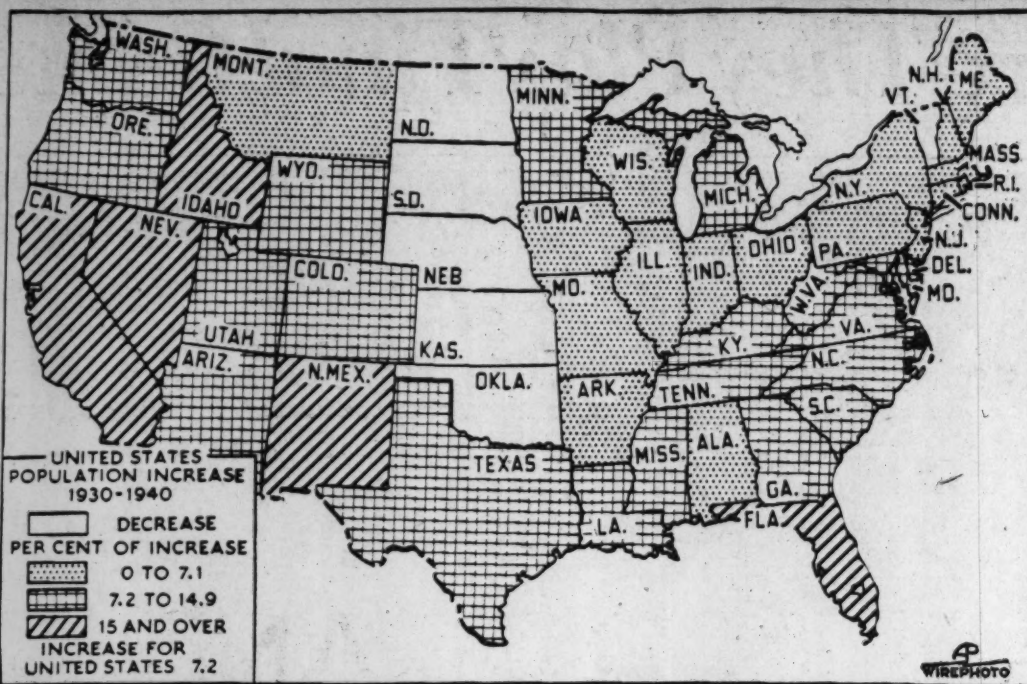 WASH.
MONT.
N.D.
MINN.
N.H.
ME.
VT.
ORE.
WIS.
MASS.
WYD.
S.D.
MICH.
N.Y.
R.I.
IDAHO
CONN.
CAL.
NEV.
IOWA
OHIO
PA.
N.J.
NEB
ILL.
IND.
DEL.
COLO.
MO.
W.VA.
MD.
UTAH
KAS.
KY.
VA.
ARIZ.
N.MEX.
OKLA.
ARK.
TENN.
N.C.
S.C.
TEXAS
MISS.
ALA.
GA.
LA.
FLA
UNITED STATES
POPULATION INCREASE
1930-1940
DECREASE
PER CENT OF INCREASE
0 TO 7.1
7.2 TO 14.9
15 AND OVER
INCREASE FOR
UNITED STATES 7.2
AP
WIREPHOTO